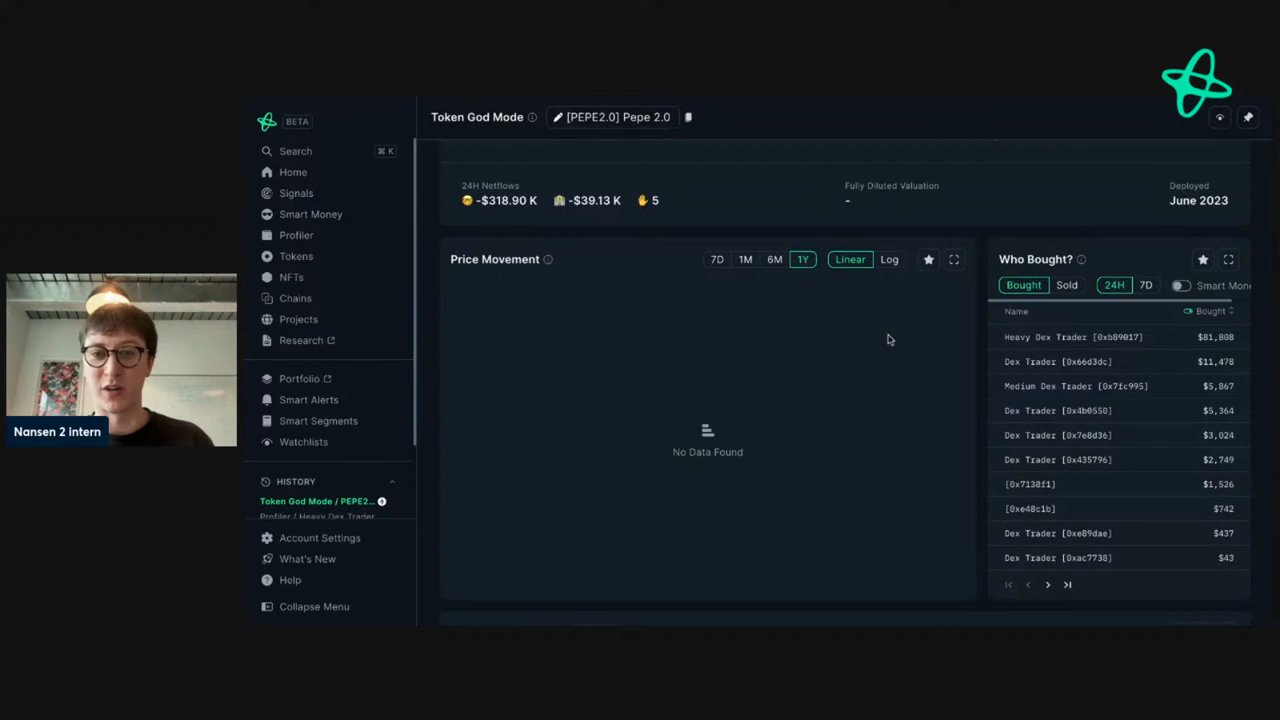 Token God Mode
[PEPE2.0] Pepe 2.0
BETA
Search
⌘ K
Home
Signals
Smart Money
Profiler
Tokens
NFTs
Chains
Projects
Research
Portfolio
Smart Alerts
Smart Segments
Watchlists
HISTORY
Token God Mode / PEPE2...
Profiler / Heavy Dex Trader
Account Settings
What's New
Help
Collapse Menu
24H Netflows
-$318.90 K
-$39.13 K
5
Fully Diluted Valuation
-
Deployed
June 2023
Price Movement
7D 1M 6M 1Y
Linear Log
No Data Found
Who Bought?
Bought Sold
24H 7D
Smart Mon
Name Bought
Heavy Dex Trader [0xb89017] $81,808
Dex Trader [0x66d3dc] $11,478
Medium Dex Trader [0x7fc995] $5,867
Dex Trader [0x4b0550] $5,364
Dex Trader [0x7e8d36] $3,024
Dex Trader [0x435796] $2,749
[0x7138f1] $1,526
[0xe48c1b] $742
Dex Trader [0xe89dae] $437
Dex Trader [0xac7738] $43
Nansen 2 intern